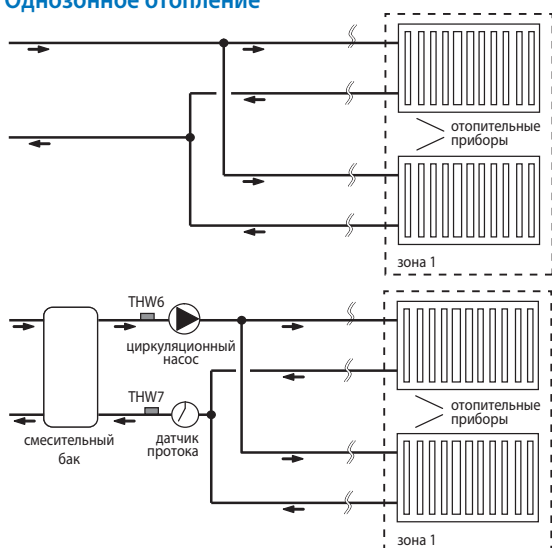 Однозонное отопление
отопительные
приборы
зона 1
THW6
циркуляционный
насос
THW7
отопительные
приборы
смесительный
бак
датчик
протока
зона 1